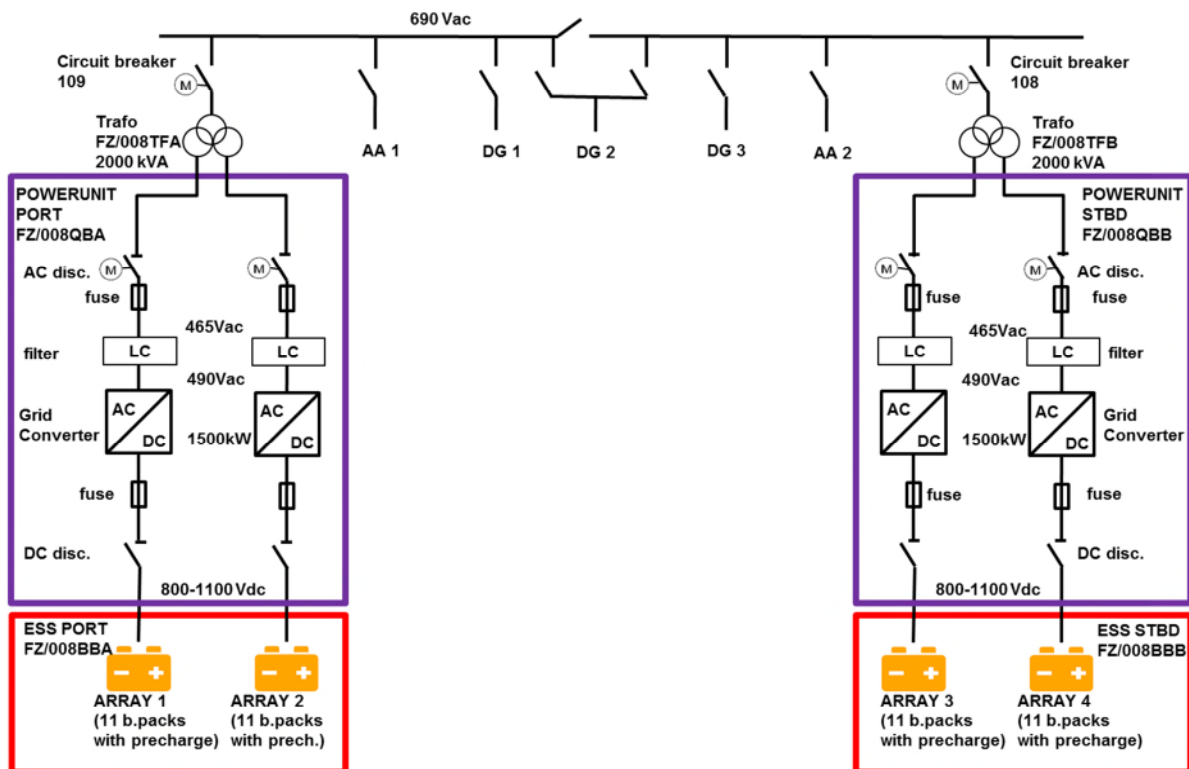 690 Vac
Circuit breaker
109
M
Circuit breaker
108
M
Trafo
FZ/008TFA
2000 kVA
AA 1
DG 1
DG 2
DG 3
AA 2
Trafo
FZ/008TFB
2000 kVA
POWERUNIT
PORT
FZ/008QBA
POWERUNIT
STBD
FZ/008QBB
AC disc.
M
M
M
M
AC disc.
fuse
fuse
fuse
465Vac
465Vac
filter
LC
LC
LC
LC
filter
490Vac
490Vac
Grid
Converter
AC
DC
1500kW
AC
DC
AC
DC
1500kW
AC
DC
Grid
Converter
fuse
fuse
fuse
DC disc.
DC disc.
800-1100 Vdc
800-1100 Vdc
ESS PORT
FZ/008BBA
ESS STBD
FZ/008BBB
ARRAY 1
(11 b.packs
with precharge)
ARRAY 2
(11 b.packs
with prech.)
ARRAY 3
(11 b.packs
with precharge)
ARRAY 4
(11 b.packs
with precharge)